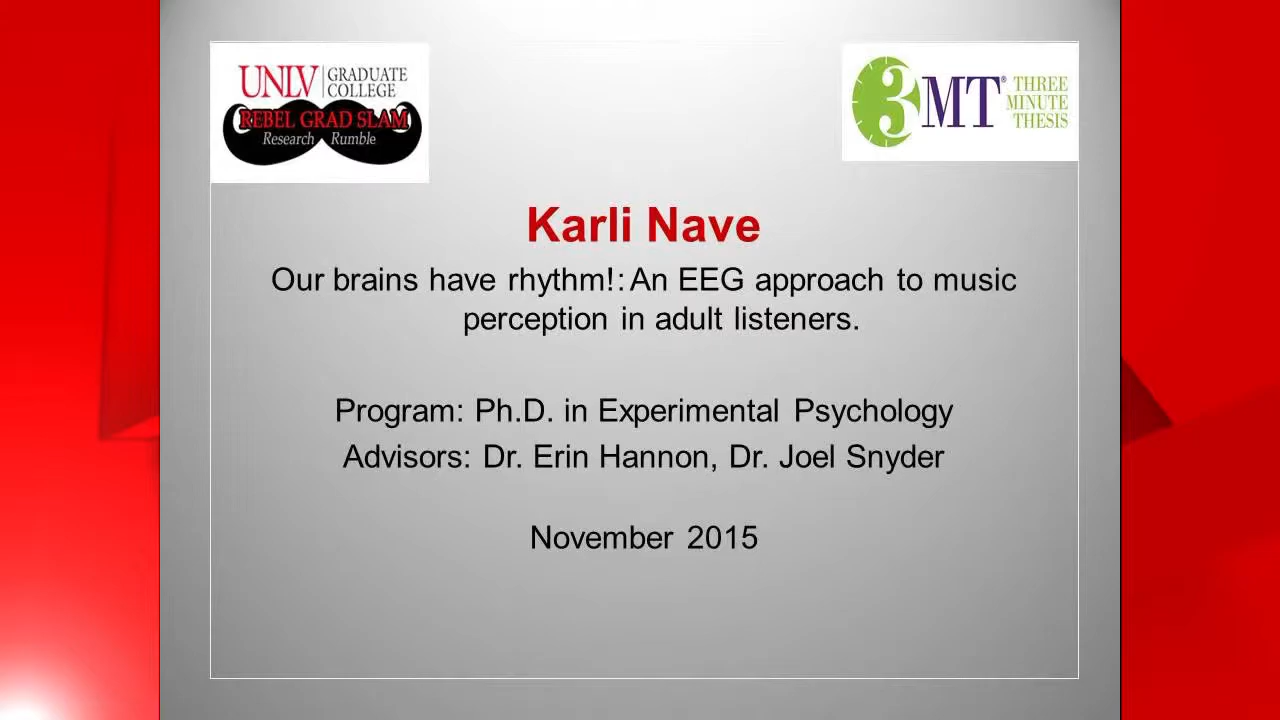 UNLV GRADUATE COLLEGE
REBEL GRAD SLAM
Research Rumble
3MT® THREE MINUTE THESIS
Karli Nave
Our brains have rhythm!: An EEG approach to music
perception in adult listeners.
Program: Ph.D. in Experimental Psychology
Advisors: Dr. Erin Hannon, Dr. Joel Snyder
November 2015